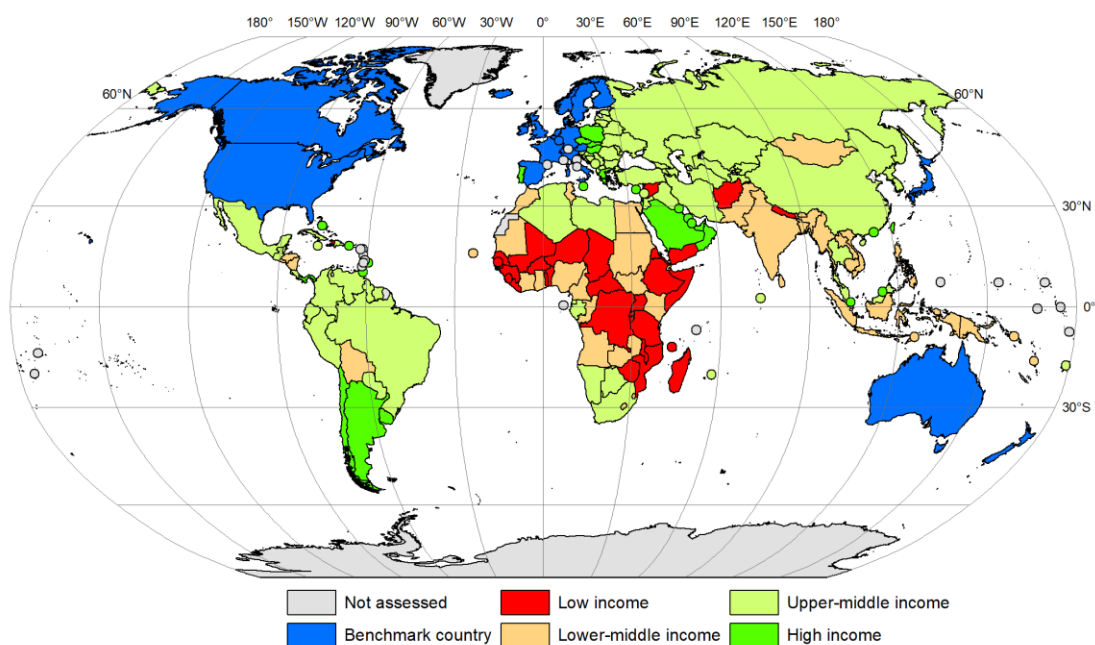 180° 150°W 120°W 90°W 60°W 30°W 0° 30°E 60°E 90°E 120°E 150°E 180°
60°N 60°N
30°N
0°
30°S
Not assessed Low income Upper-middle income
Benchmark country Lower-middle income High income